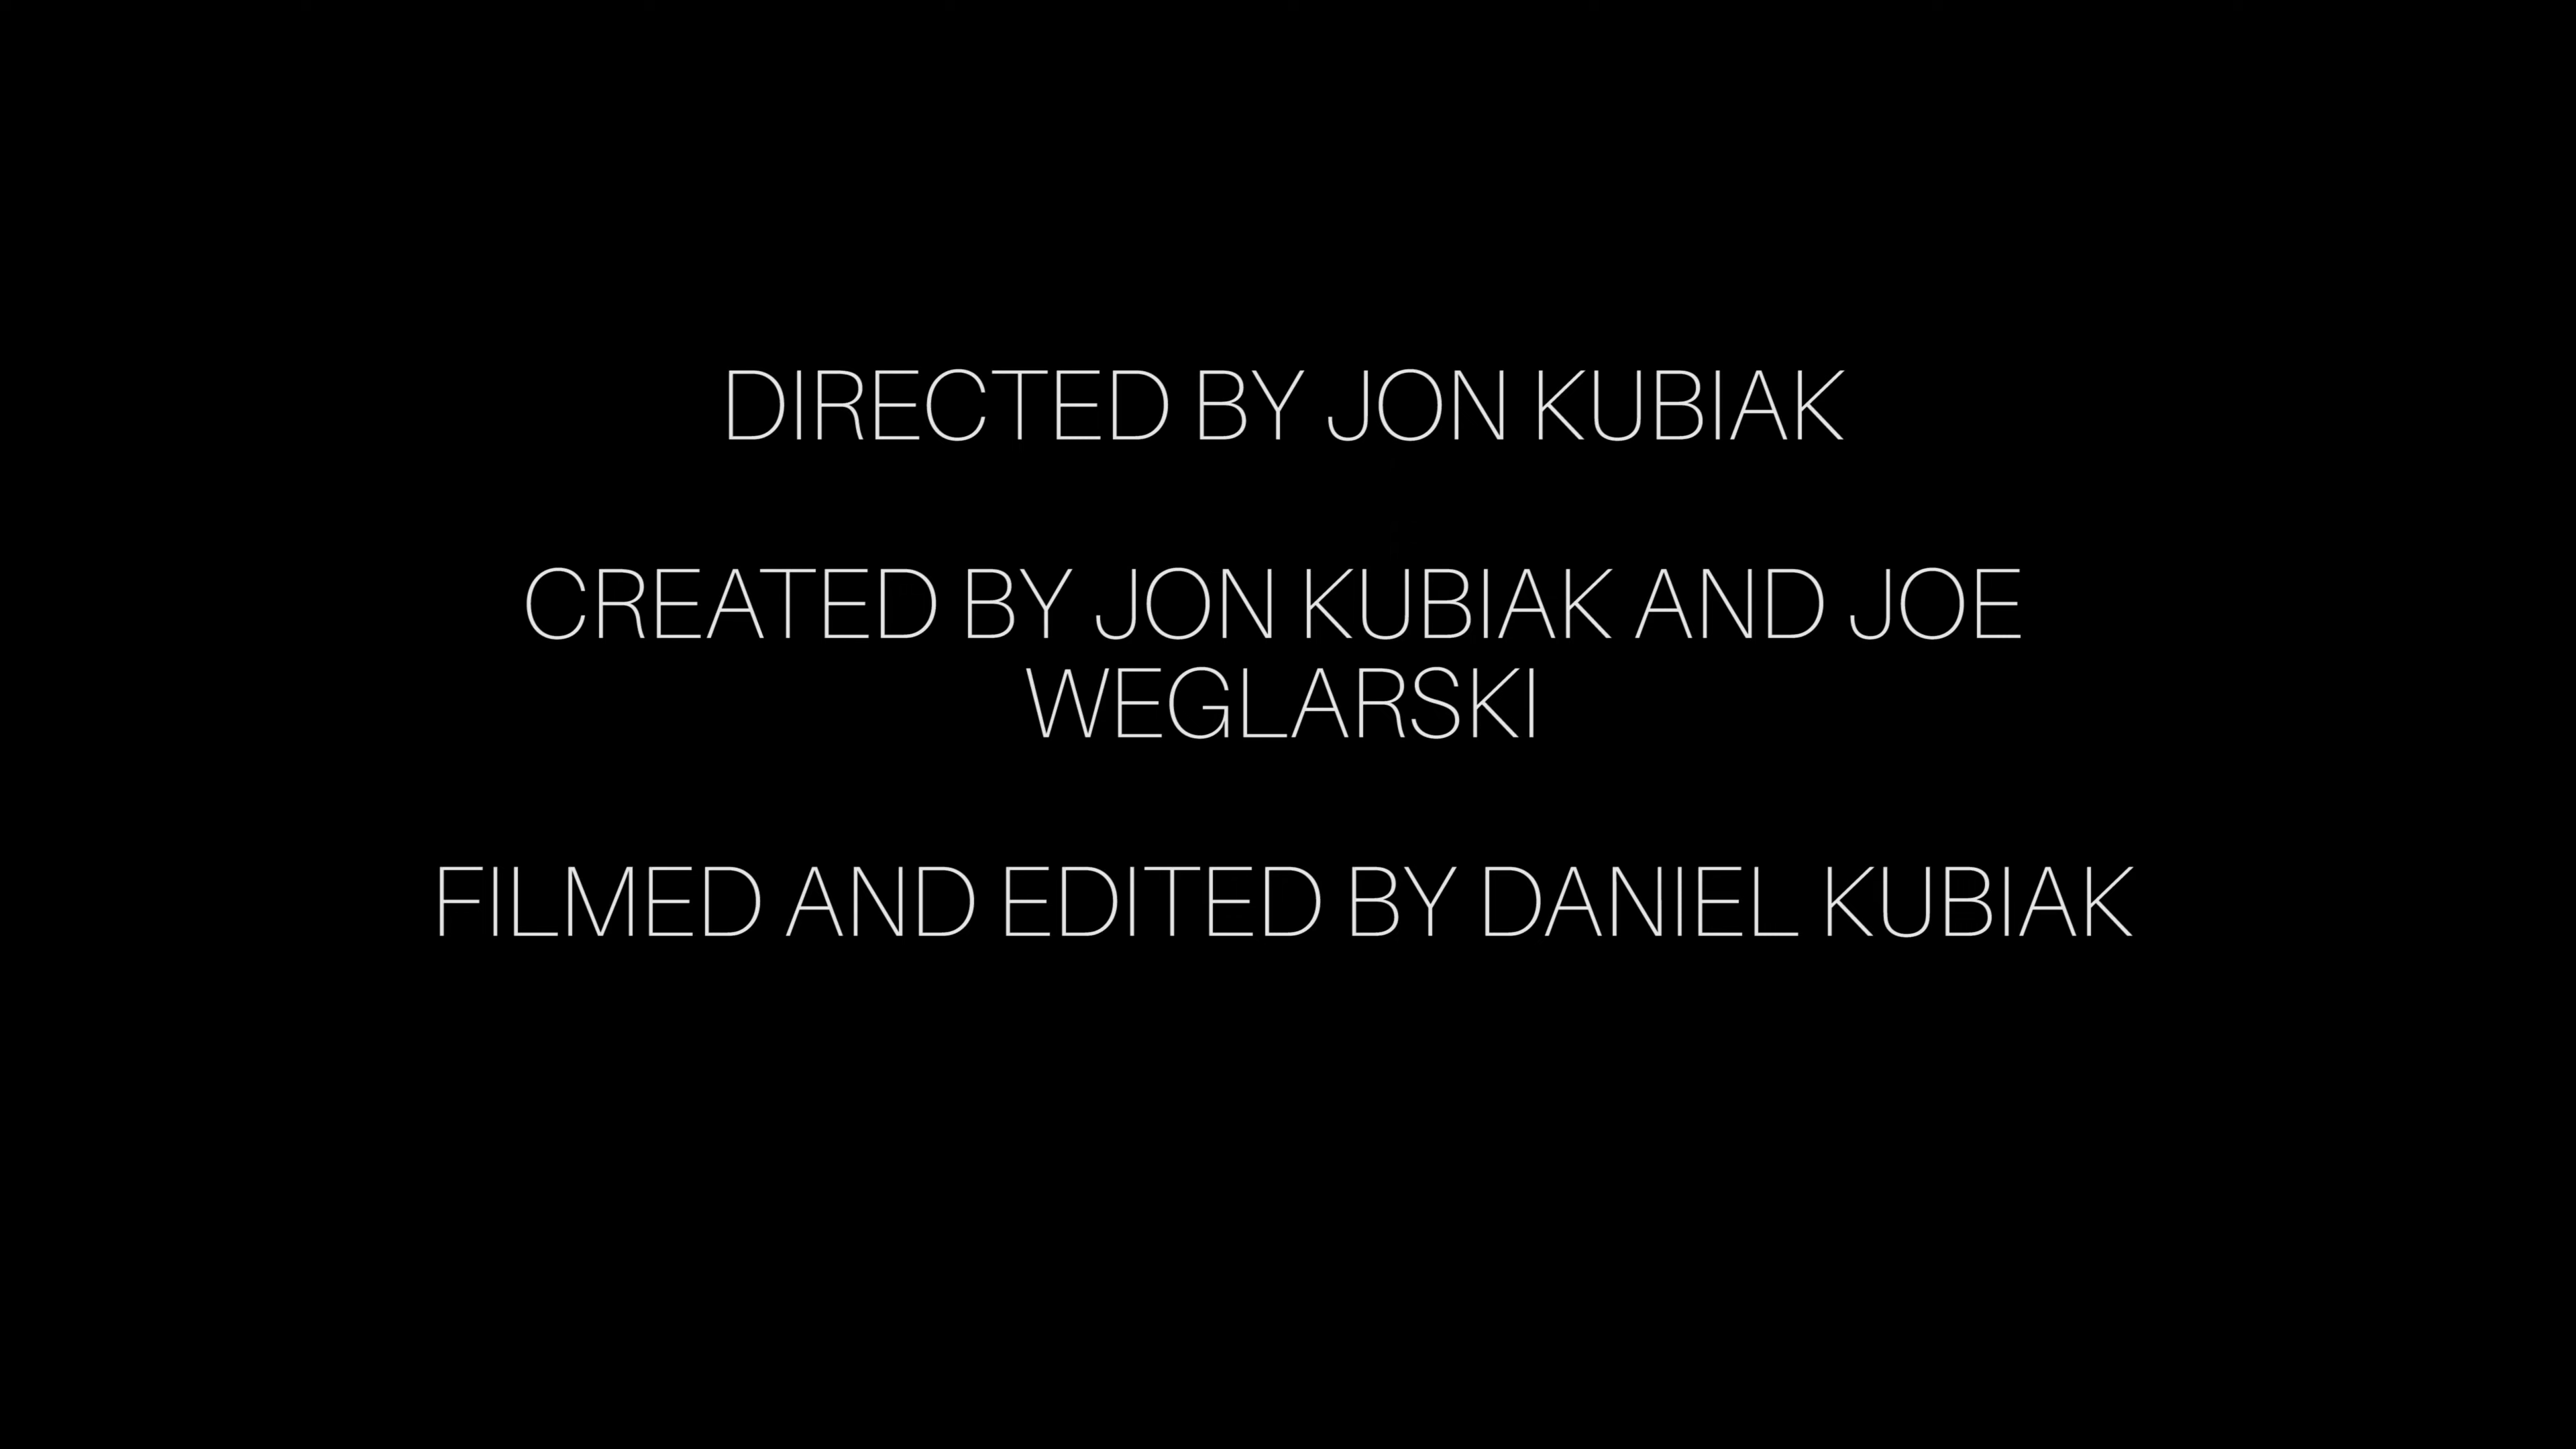 DIRECTED BY JON KUBIAK
CREATED BY JON KUBIAK AND JOE
WEGLARSKI
FILMED AND EDITED BY DANIEL KUBIAK